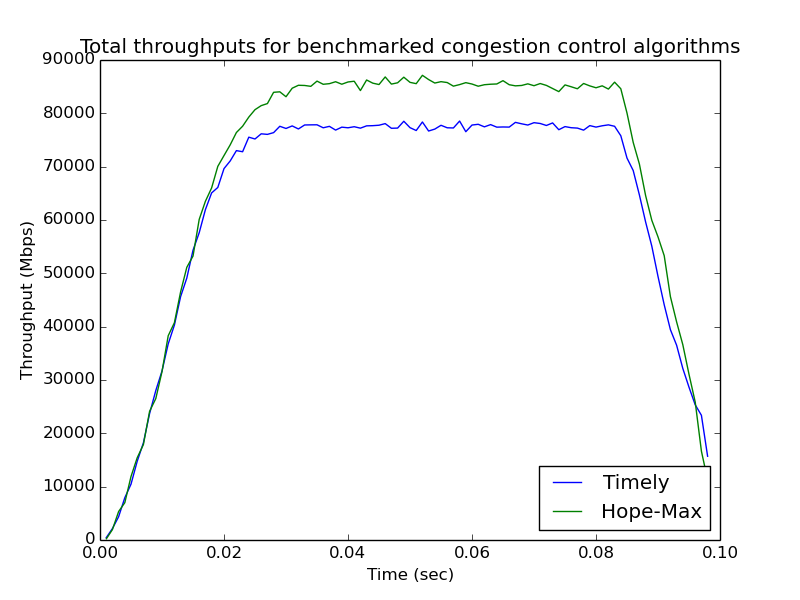 Total throughputs for benchmarked congestion control algorithms
90000
80000
70000
60000
50000
40000
30000
20000
10000
0
Throughput (Mbps)
Timely
Hope-Max
0.00 0.02 0.04 0.06 0.08 0.10
Time (sec)